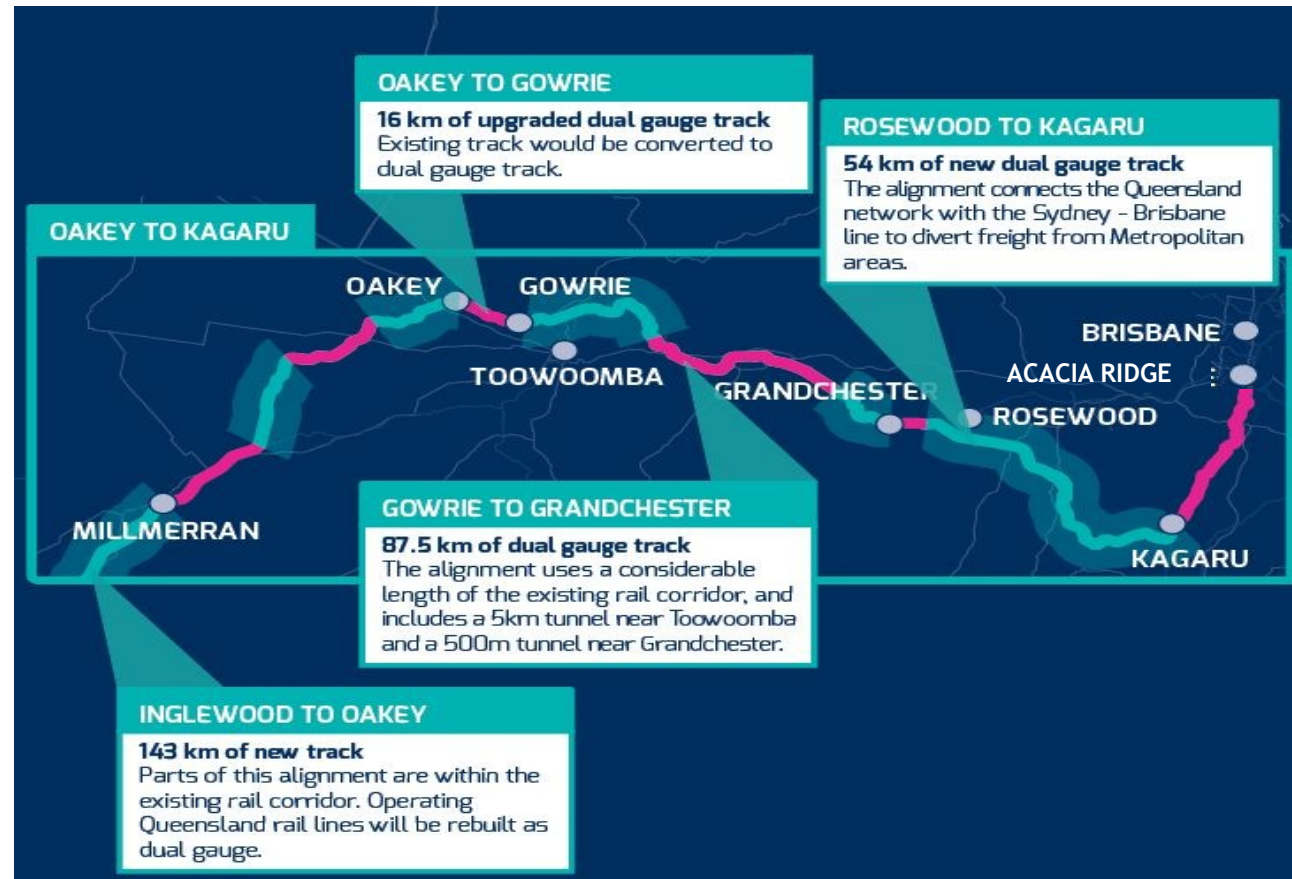 OAKEY TO GOWRIE
16 km of upgraded dual gauge track
Existing track would be converted to
dual gauge track.
ROSEWOOD TO KAGARU
54 km of new dual gauge track
The alignment connects the Queensland
network with the Sydney - Brisbane
line to divert freight from Metropolitan
areas.
OAKEY TO KAGARU
OAKEY
GOWRIE
BRISBANE
TOOWOOMBA
ACACIA RIDGE
GRANDCHESTER
ROSEWOOD
MILLMERRAN
KAGARU
GOWRIE TO GRANDCHESTER
87.5 km of dual gauge track
The alignment uses a considerable
length of the existing rail corridor, and
includes a 5km tunnel near Toowoomba
and a 500m tunnel near Grandchester.
INGLEWOOD TO OAKEY
143 km of new track
Parts of this alignment are within the
existing rail corridor. Operating
Queensland rail lines will be rebuilt as
dual gauge.